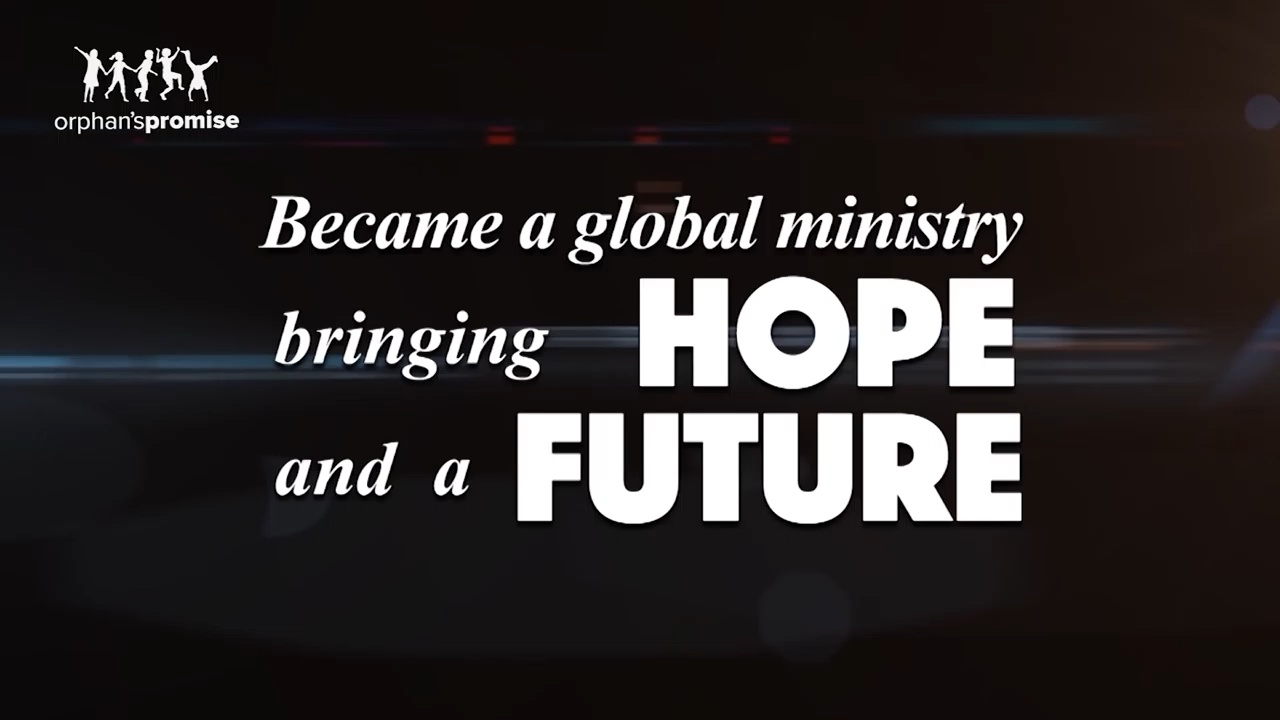 orphan'spromise
Became a global ministry
bringing HOPE
and a FUTURE